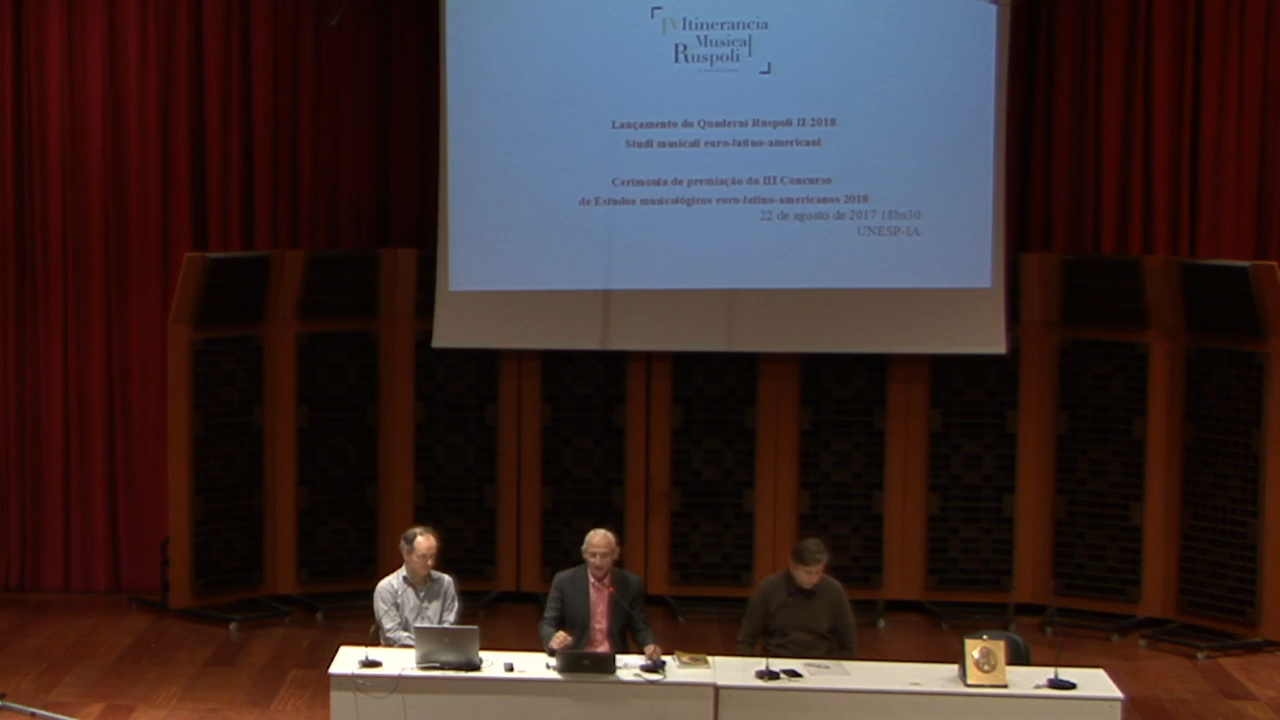 IV Itinerancia
Musical
Ruspoli
Lançamento do Quaderni Ruspoli II-2018
Studi musicali euro-latino-americani
Cerimonia de premiação do III Concurso
de Estudos musicológicos euro-latino-americanos 2018
22 de agosto de 2017 18hs30
UNESP-IA